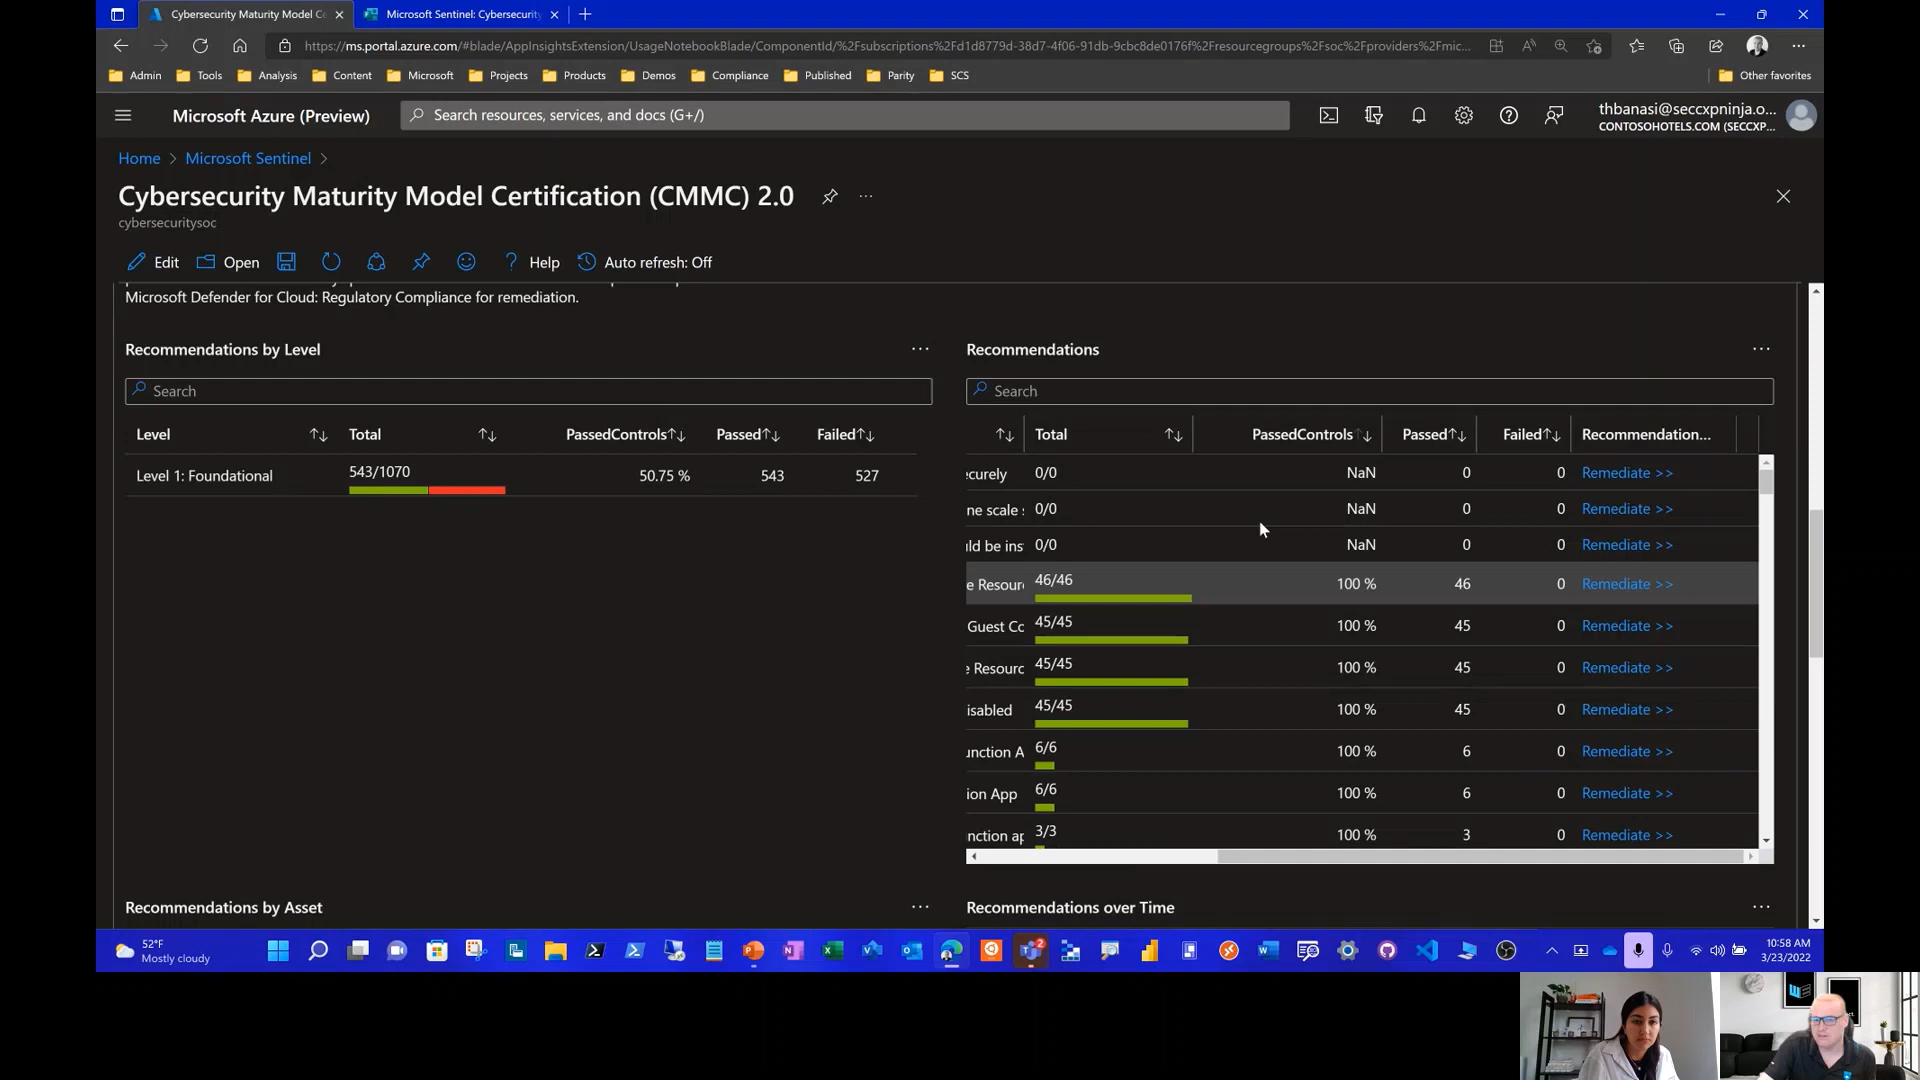 Cybersecurity Maturity Model Ce
Microsoft Sentinel: Cybersecurity
https://ms.portal.azure.com/#blade/AppInsightsExtension/UsageNotebookBlade/ComponentId/%2Fsubscriptions%2Fd1d8779d-38d7-4f06-91db-9cbc8de0176f%2Fresourcegroups%2Fsoc%2Fproviders%2Fmic...
Admin
Tools
Analysis
Content
Microsoft
Projects
Products
Demos
Compliance
Published
Parity
SCS
Other favorites
Microsoft Azure (Preview)
Search resources, services, and docs (G+/)
thbanasi@seccxpninja.o...
CONTOSOHOTELS.COM (SECCXP...
Home > Microsoft Sentinel >
Cybersecurity Maturity Model Certification (CMMC) 2.0
cybersecuritysoc
Edit
Open
Help
Auto refresh: Off
Microsoft Defender for Cloud: Regulatory Compliance for remediation.
Recommendations by Level
Search
Level Total PassedControls Passed Failed
Level 1: Foundational 543/1070 50.75 % 543 527
Recommendations
Search
Total PassedControls Passed Failed Recommendation...
ecurely 0/0 NaN 0 0 Remediate >>
ne scale s 0/0 NaN 0 0 Remediate >>
uld be ins 0/0 NaN 0 0 Remediate >>
e Resourc 46/46 100 % 46 0 Remediate >>
Guest Co 45/45 100 % 45 0 Remediate >>
e Resourc 45/45 100 % 45 0 Remediate >>
isabled 45/45 100 % 45 0 Remediate >>
unction A 6/6 100 % 6 0 Remediate >>
ion App 6/6 100 % 6 0 Remediate >>
nction ap 3/3 100 % 3 0 Remediate >>
Recommendations by Asset
Recommendations over Time
52°F
Mostly cloudy
2
10:58 AM
3/23/2022